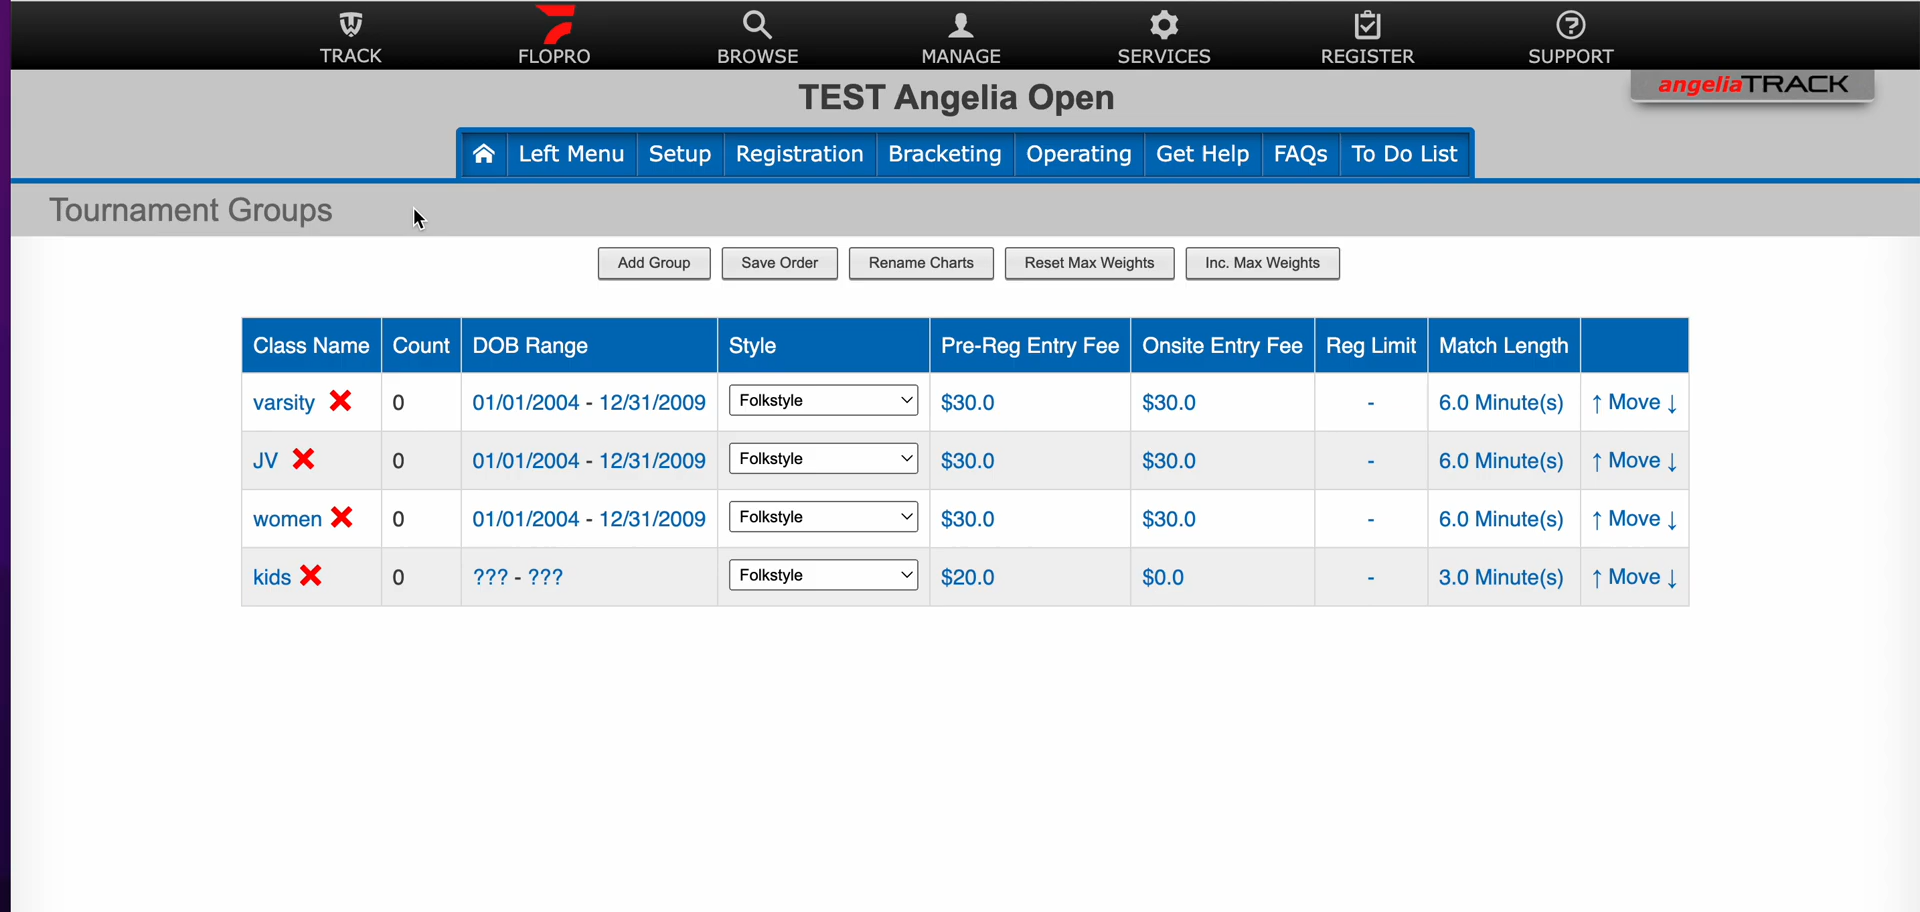 TRACK FLOPRO BROWSE MANAGE SERVICES REGISTER SUPPORT
TEST Angelia Open
angeliaTRACK
Left Menu Setup Registration Bracketing Operating Get Help FAQs To Do List
Tournament Groups
Add Group Save Order Rename Charts Reset Max Weights Inc. Max Weights
Class Name Count DOB Range Style Pre-Reg Entry Fee Onsite Entry Fee Reg Limit Match Length
varsity 0 01/01/2004 - 12/31/2009 Folkstyle $30.0 $30.0 - 6.0 Minute(s) ↑ Move ↓
JV 0 01/01/2004 - 12/31/2009 Folkstyle $30.0 $30.0 - 6.0 Minute(s) ↑ Move ↓
women 0 01/01/2004 - 12/31/2009 Folkstyle $30.0 $30.0 - 6.0 Minute(s) ↑ Move ↓
kids 0 ??? - ??? Folkstyle $20.0 $0.0 - 3.0 Minute(s) ↑ Move ↓